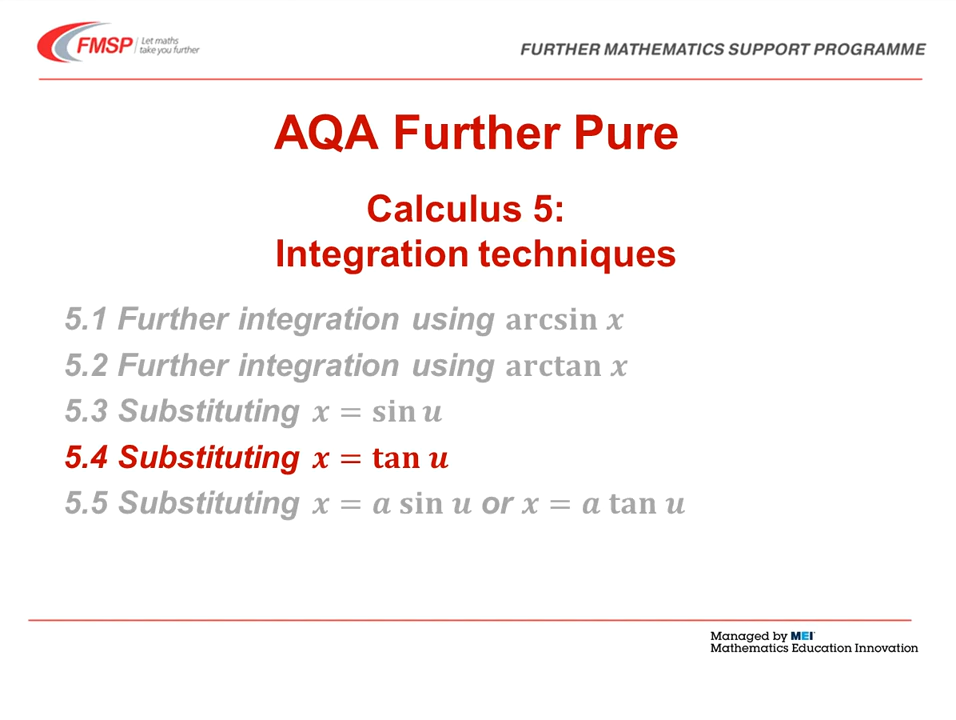 FMSP Let maths take you further
FURTHER MATHEMATICS SUPPORT PROGRAMME
AQA Further Pure
Calculus 5:
Integration techniques
5.1 Further integration using arcsin x
5.2 Further integration using arctan x
5.3 Substituting x = sin u
5.4 Substituting x = tan u
5.5 Substituting x = a sin u or x = a tan u
Managed by MEI
Mathematics Education Innovation